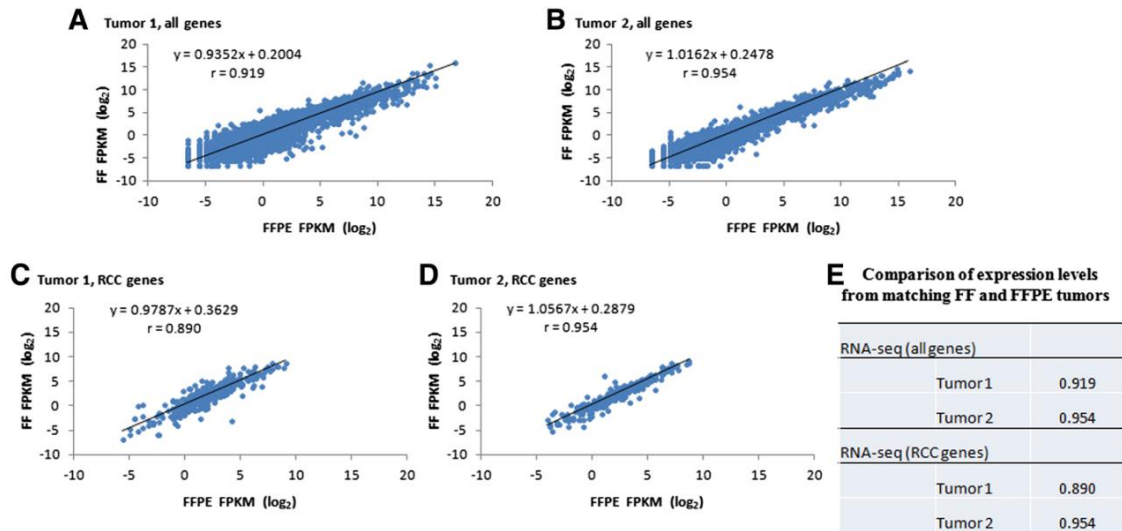 A Tumor 1, all genes
y = 0.9352x + 0.2004
r = 0.919
FF FPKM (log2)
20
15
10
5
0
-5
-10
-10 -5 0 5 10 15 20
FFPE FPKM (log2)
B Tumor 2, all genes
y = 1.0162x + 0.2478
r = 0.954
FF FPKM (log2)
20
15
10
5
0
-5
-10
-10 -5 0 5 10 15 20
FFPE FPKM (log2)
C Tumor 1, RCC genes
y = 0.9787x + 0.3629
r = 0.890
FF FPKM (log2)
20
15
10
5
0
-5
-10
-10 -5 0 5 10 15 20
FFPE FPKM (log2)
D Tumor 2, RCC genes
y = 1.0567x + 0.2879
r = 0.954
FF FPKM (log2)
20
15
10
5
0
-5
-10
-10 -5 0 5 10 15 20
FFPE FPKM (log2)
E Comparison of expression levels
from matching FF and FFPE tumors
RNA-seq (all genes)
Tumor 1 0.919
Tumor 2 0.954
RNA-seq (RCC genes)
Tumor 1 0.890
Tumor 2 0.954